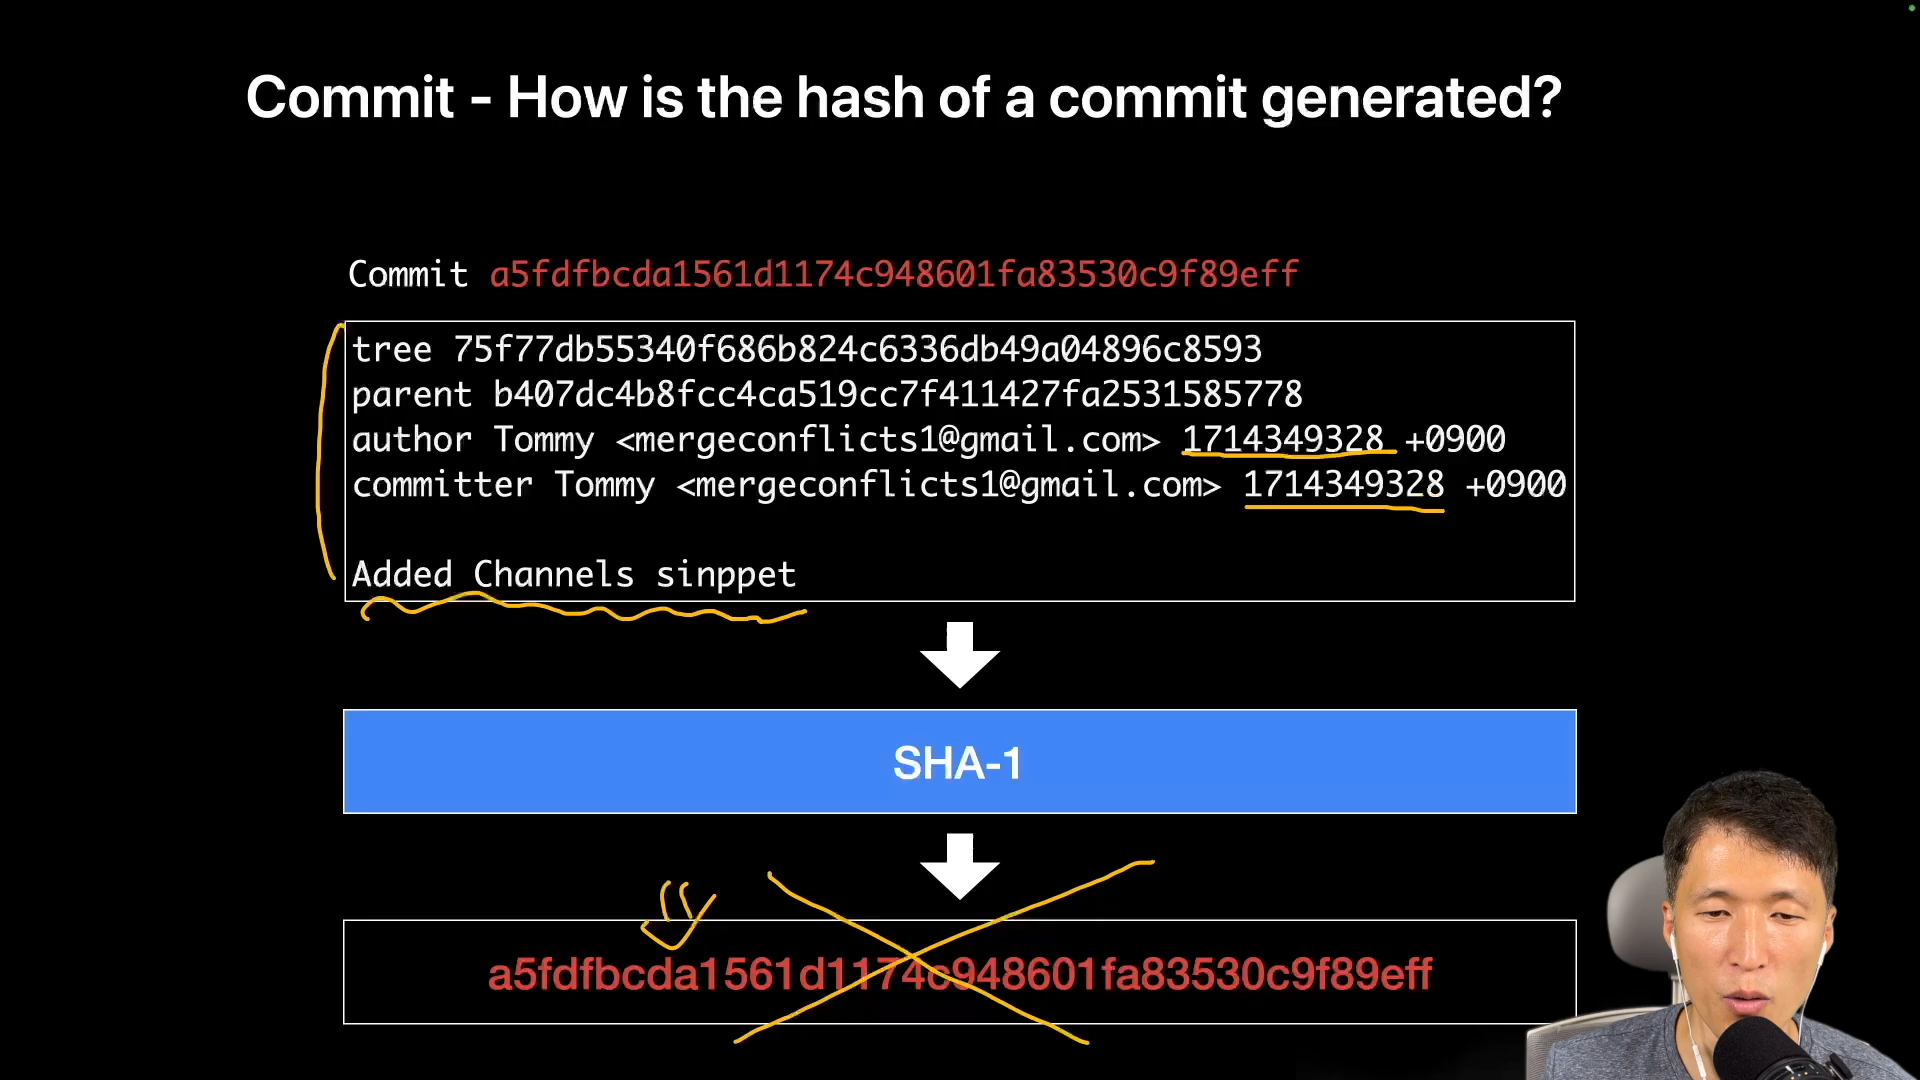 Commit - How is the hash of a commit generated?
Commit a5fdfbcda1561d1174c948601fa83530c9f89eff
tree 75f77db55340f686b824c6336db49a04896c8593
parent b407dc4b8fcc4ca519cc7f411427fa2531585778
author Tommy <mergeconflicts1@gmail.com> 1714349328 +0900
committer Tommy <mergeconflicts1@gmail.com> 1714349328 +0900
Added Channels sinppet
SHA-1
a5fdfbcda1561d1174c948601fa83530c9f89eff